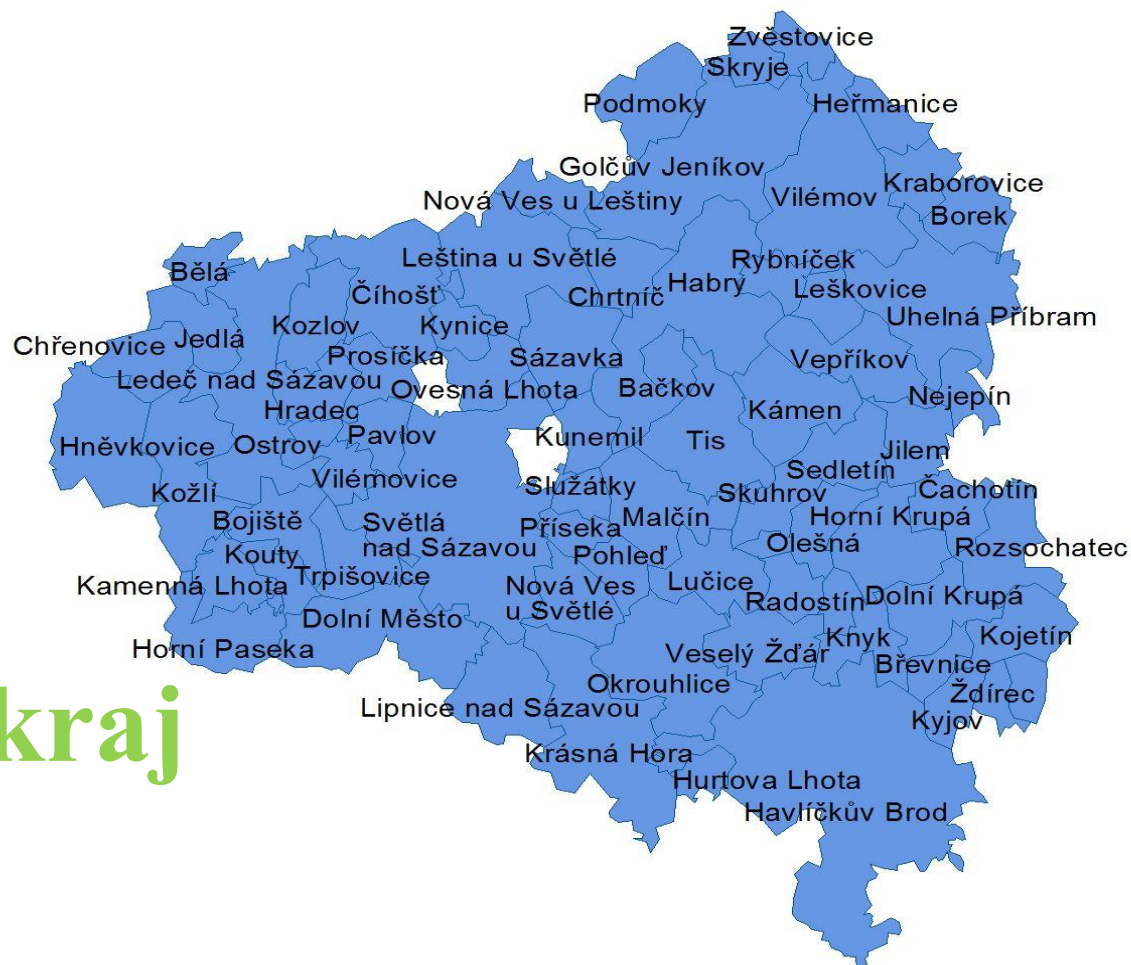 Zvěstovice
Skryje
Podmoky
Heřmanice
Golčův Jeníkov
Kraborovice
Nová Ves u Leštiny
Vilémov
Borek
Leština u Světlé
Rybníček
Bělá
Habry
Číhošť
Chrtníč
Leškovice
Kozlov
Kynice
Uhelná Příbram
Chřenovice
Jedlá
Prosíčka
Sázavka
Vepříkov
Ledeč nad Sázavou
Ovesná Lhota
Bačkov
Nejepín
Hradec
Kámen
Hněvkovice
Ostrov
Pavlov
Kunemil
Tis
Jilem
Vilémovice
Sedletín
Kožlí
Služátky
Skuhrov
Čachotín
Bojiště
Světlá
nad Sázavou
Příseka
Malčín
Horní Krupá
Kouty
Pohleď
Olešná
Rozsochatec
Kamenná Lhota
Trpišovice
Nová Ves
u Světlé
Lučice
Radostín
Dolní Krupá
Dolní Město
Horní Paseka
Veselý Žďár
Knyk
Kojetín
Břevnice
Okrouhlice
Ždírec
Lipnice nad Sázavou
Kyjov
kraj
Krásná Hora
Hurtova Lhota
Havlíčkův Brod